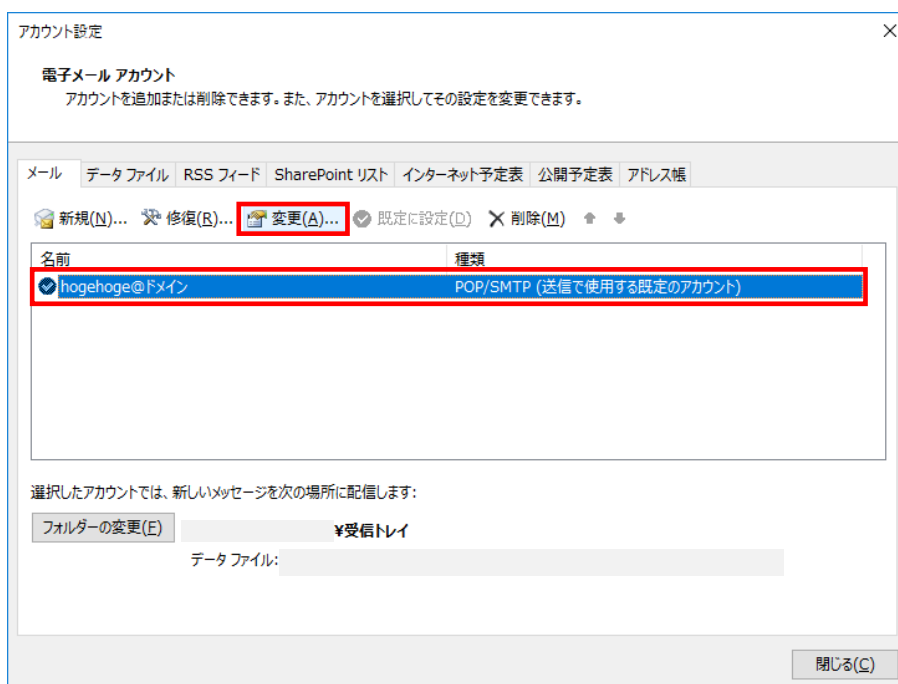 アカウント設定
電子メール アカウント
アカウントを追加または削除できます。また、アカウントを選択してその設定を変更できます。
メール データ ファイル RSS フィード SharePoint リスト インターネット予定表 公開予定表 アドレス帳
新規(N)... 修復(R)... 変更(A)... 既定に設定(D) 削除(M)
名前 種類
hogehoge@ドメイン POP/SMTP (送信で使用する既定のアカウント)
選択したアカウントでは、新しいメッセージを次の場所に配信します:
フォルダーの変更(F) ¥受信トレイ
データ ファイル:
閉じる(C)